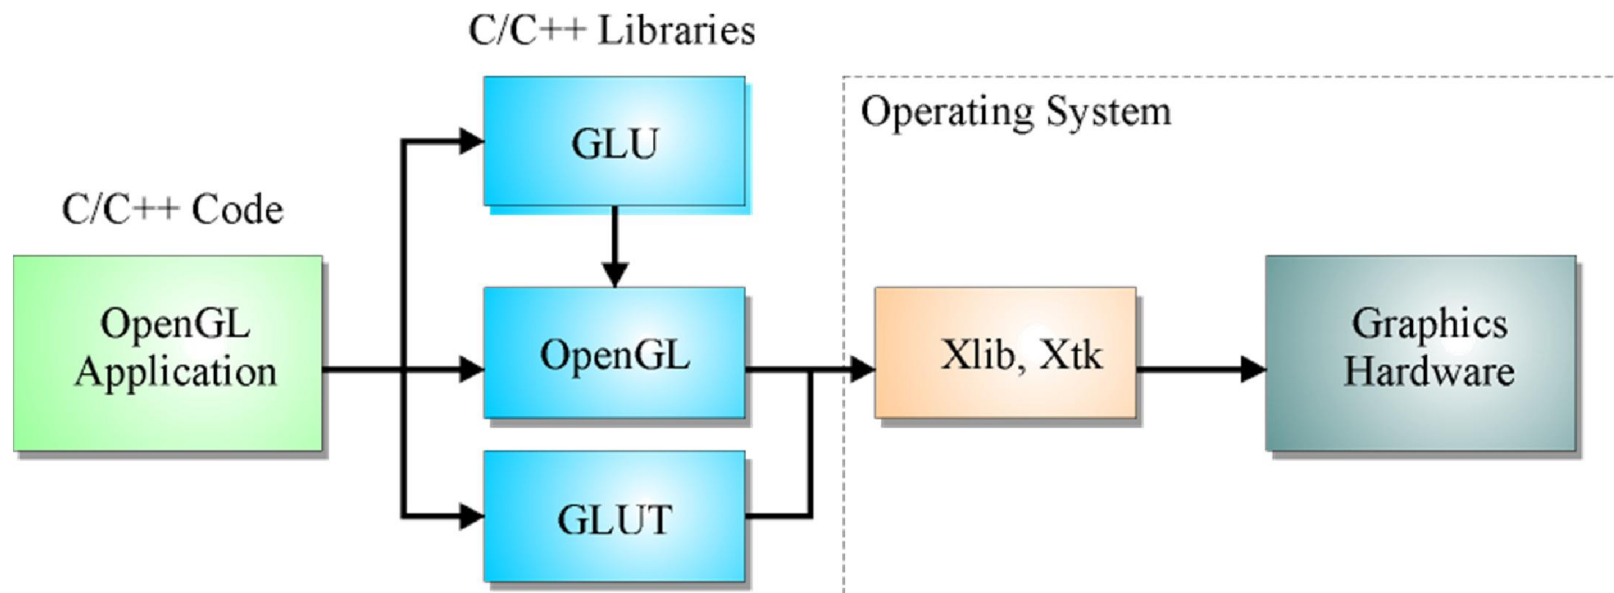 C/C++ Libraries
GLU
Operating System
C/C++ Code
OpenGL
Application
OpenGL
Xlib, Xtk
Graphics
Hardware
GLUT